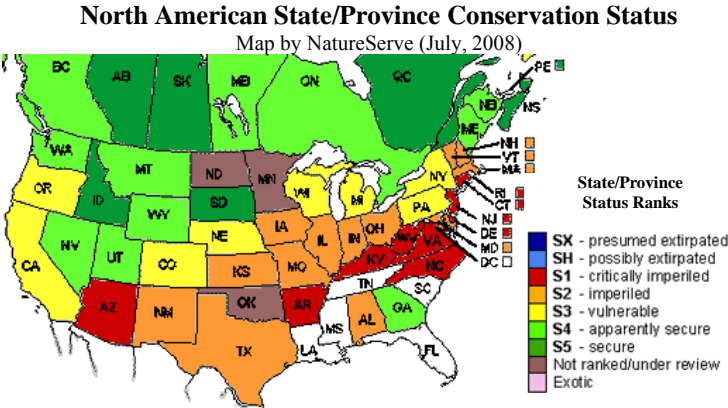 North American State/Province Conservation Status
Map by NatureServe (July, 2008)
BC
AB
SK
MB
ON
QC
PE
NB
NS
ME
WA
MT
ND
MN
NH
VT
MA
OR
ID
SD
WI
MI
NY
RI
CT
WY
NE
IA
PA
NJ
NV
UT
CO
IL
IN
OH
DE
MD
DC
CA
KS
MO
WV
VA
KY
AZ
NM
OK
AR
TN
NC
SC
TX
MS
AL
GA
LA
FL
State/Province
Status Ranks
SX - presumed extirpated
SH - possibly extirpated
S1 - critically imperiled
S2 - imperiled
S3 - vulnerable
S4 - apparently secure
S5 - secure
Not ranked/under review
Exotic